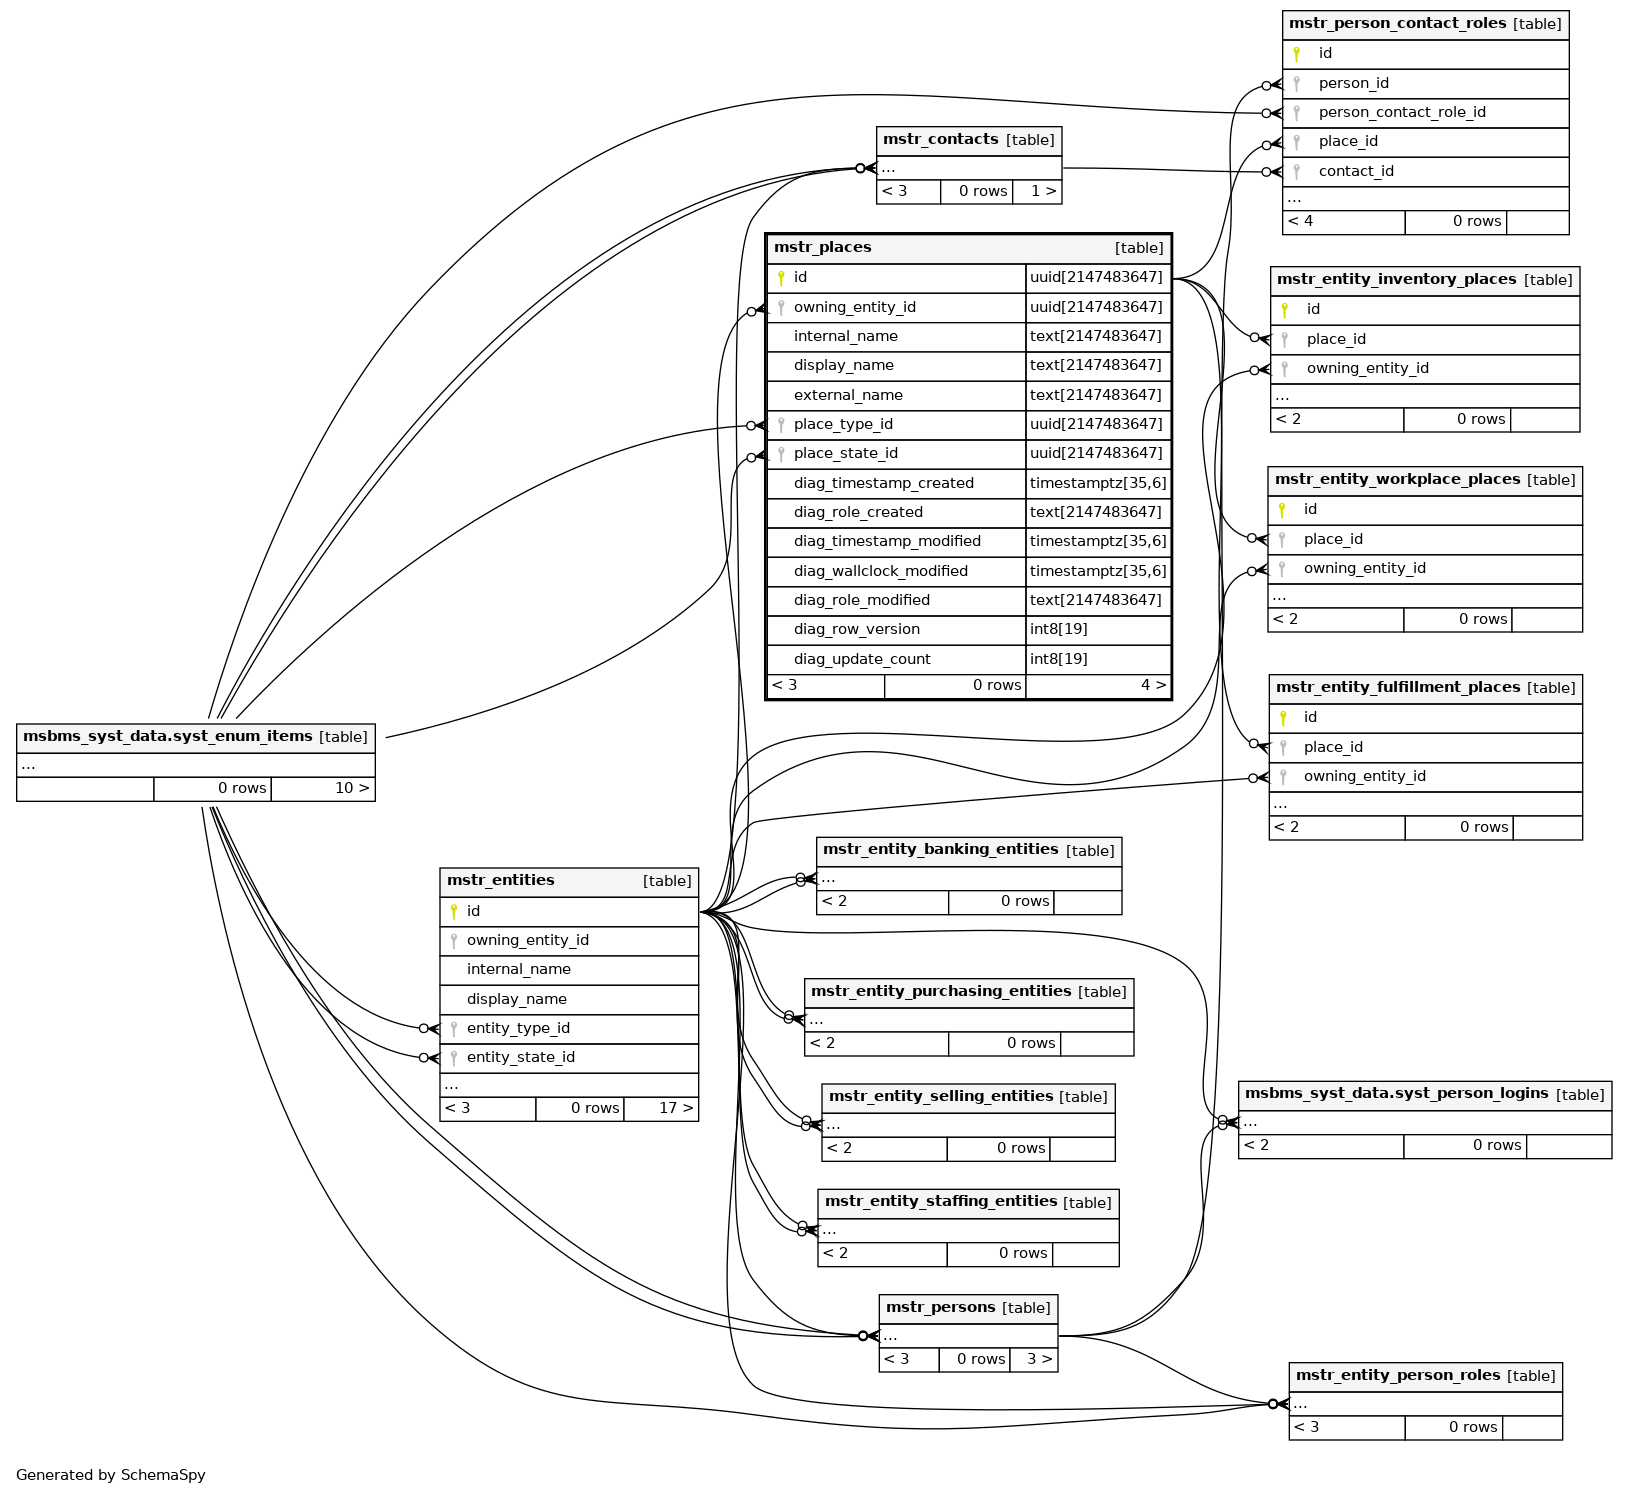 mstr_person_contact_roles [table]
id
person_id
person_contact_role_id
place_id
contact_id
...
< 4 0 rows
mstr_contacts [table]
...
< 3 0 rows 1 >
mstr_places [table]
id uuid[2147483647]
owning_entity_id uuid[2147483647]
internal_name text[2147483647]
display_name text[2147483647]
external_name text[2147483647]
place_type_id uuid[2147483647]
place_state_id uuid[2147483647]
diag_timestamp_created timestamptz[35,6]
diag_role_created text[2147483647]
diag_timestamp_modified timestamptz[35,6]
diag_wallclock_modified timestamptz[35,6]
diag_role_modified text[2147483647]
diag_row_version int8[19]
diag_update_count int8[19]
< 3 0 rows 4 >
mstr_entity_inventory_places [table]
id
place_id
owning_entity_id
...
< 2 0 rows
mstr_entity_workplace_places [table]
id
place_id
owning_entity_id
...
< 2 0 rows
mstr_entity_fulfillment_places [table]
id
place_id
owning_entity_id
...
< 2 0 rows
msbms_syst_data.syst_enum_items [table]
...
0 rows 10 >
mstr_entities [table]
id
owning_entity_id
internal_name
display_name
entity_type_id
entity_state_id
...
< 3 0 rows 17 >
mstr_entity_banking_entities [table]
...
< 2 0 rows
mstr_entity_purchasing_entities [table]
...
< 2 0 rows
mstr_entity_selling_entities [table]
...
< 2 0 rows
msbms_syst_data.syst_person_logins [table]
...
< 2 0 rows
mstr_entity_staffing_entities [table]
...
< 2 0 rows
mstr_persons [table]
...
< 3 0 rows 3 >
mstr_entity_person_roles [table]
...
< 3 0 rows
Generated by SchemaSpy